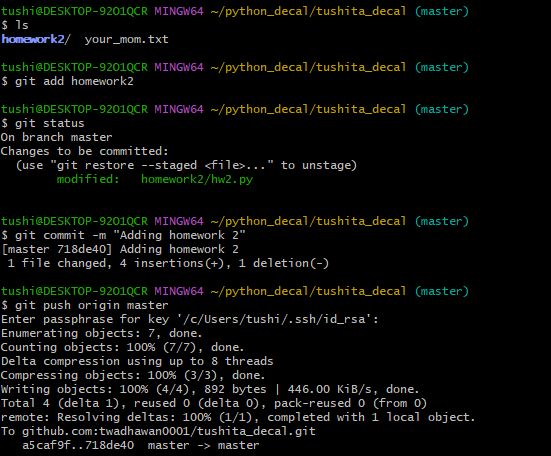 tushi@DESKTOP-92O1QCR MINGW64 ~/python_decal/tushita_decal (master)
$ ls
homework2/  your_mom.txt
tushi@DESKTOP-92O1QCR MINGW64 ~/python_decal/tushita_decal (master)
$ git add homework2
tushi@DESKTOP-92O1QCR MINGW64 ~/python_decal/tushita_decal (master)
$ git status
On branch master
Changes to be committed:
  (use "git restore --staged <file>..." to unstage)
        modified:   homework2/hw2.py
tushi@DESKTOP-92O1QCR MINGW64 ~/python_decal/tushita_decal (master)
$ git commit -m "Adding homework 2"
[master 718de40] Adding homework 2
 1 file changed, 4 insertions(+), 1 deletion(-)
tushi@DESKTOP-92O1QCR MINGW64 ~/python_decal/tushita_decal (master)
$ git push origin master
Enter passphrase for key '/c/Users/tushi/.ssh/id_rsa':
Enumerating objects: 7, done.
Counting objects: 100% (7/7), done.
Delta compression using up to 8 threads
Compressing objects: 100% (3/3), done.
Writing objects: 100% (4/4), 892 bytes | 446.00 KiB/s, done.
Total 4 (delta 1), reused 0 (delta 0), pack-reused 0 (from 0)
remote: Resolving deltas: 100% (1/1), completed with 1 local object.
To github.com:twadhawan0001/tushita_decal.git
   a5caf9f..718de40  master -> master